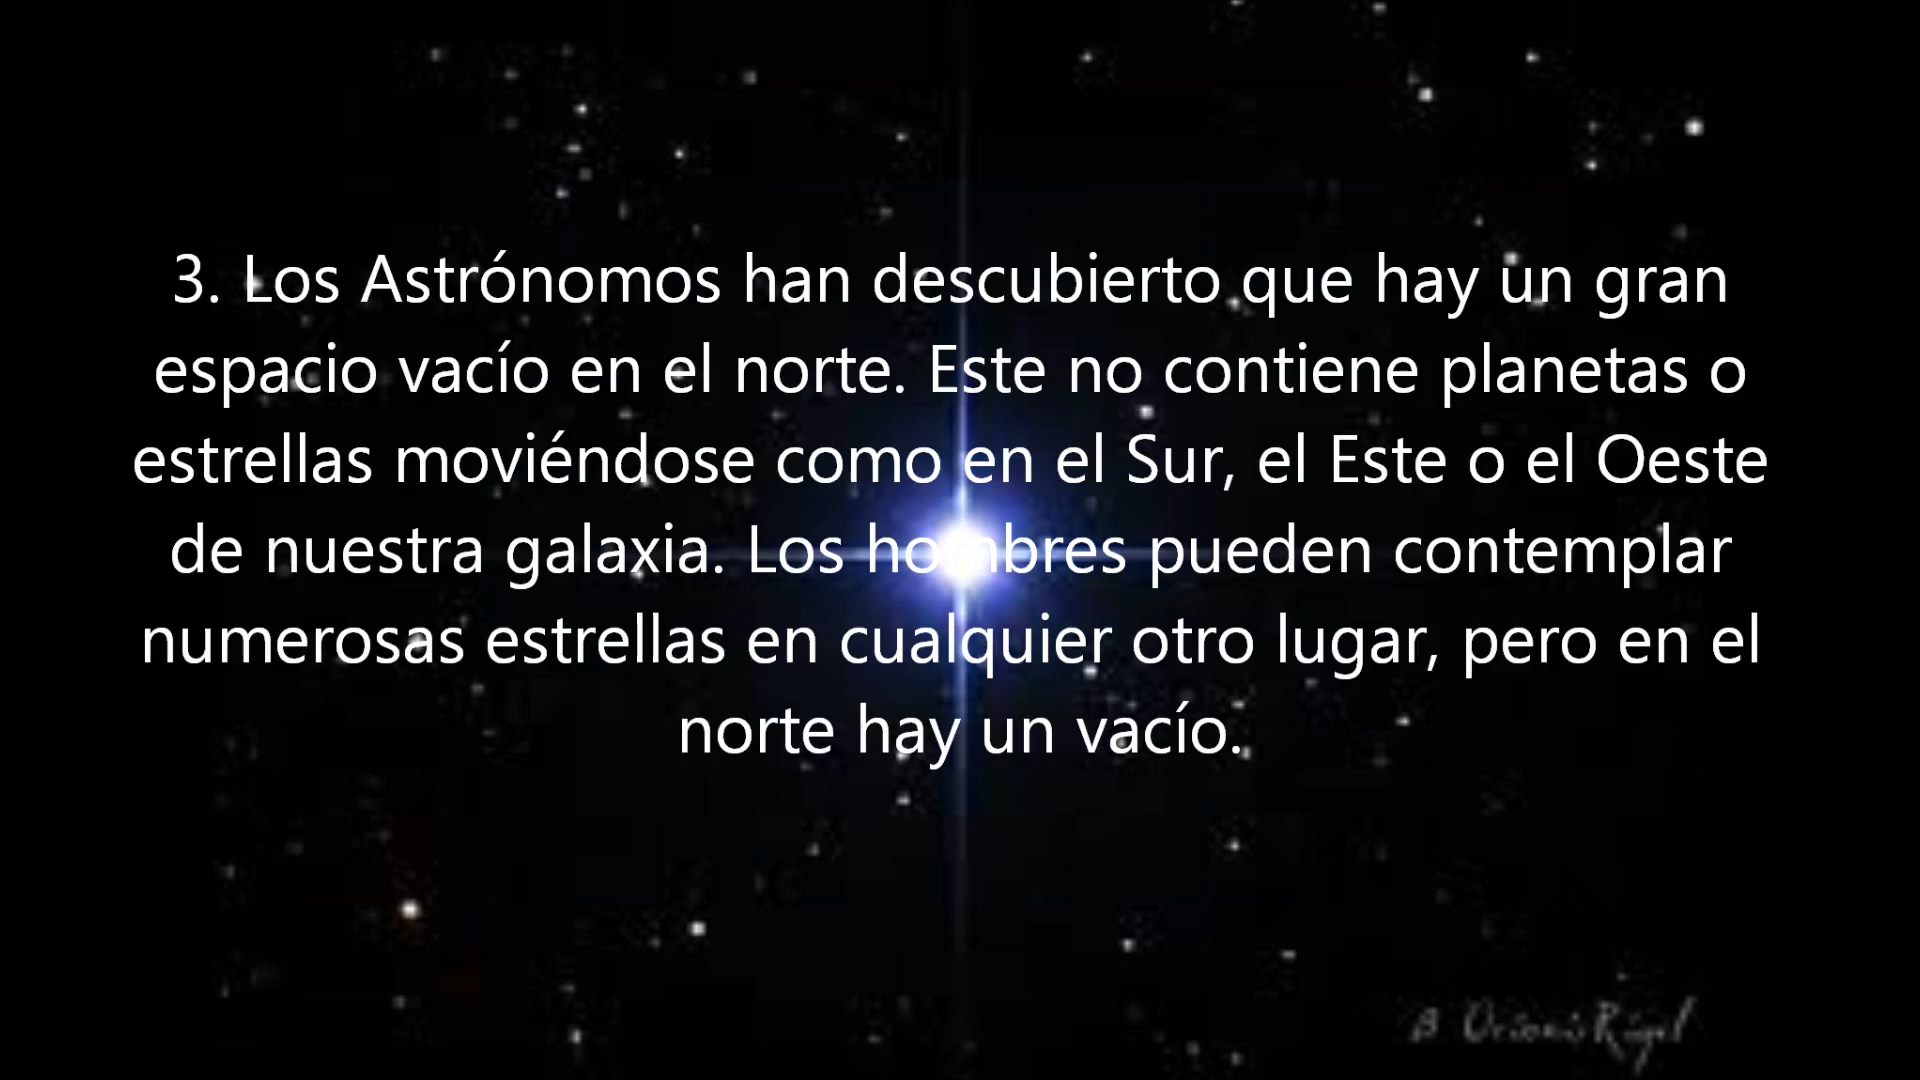 3. Los Astrónomos han descubierto que hay un gran
espacio vacío en el norte. Este no contiene planetas o
estrellas moviéndose como en el Sur, el Este o el Oeste
de nuestra galaxia. Los hombres pueden contemplar
numerosas estrellas en cualquier otro lugar, pero en el
norte hay un vacío.
β Orionis Rigel